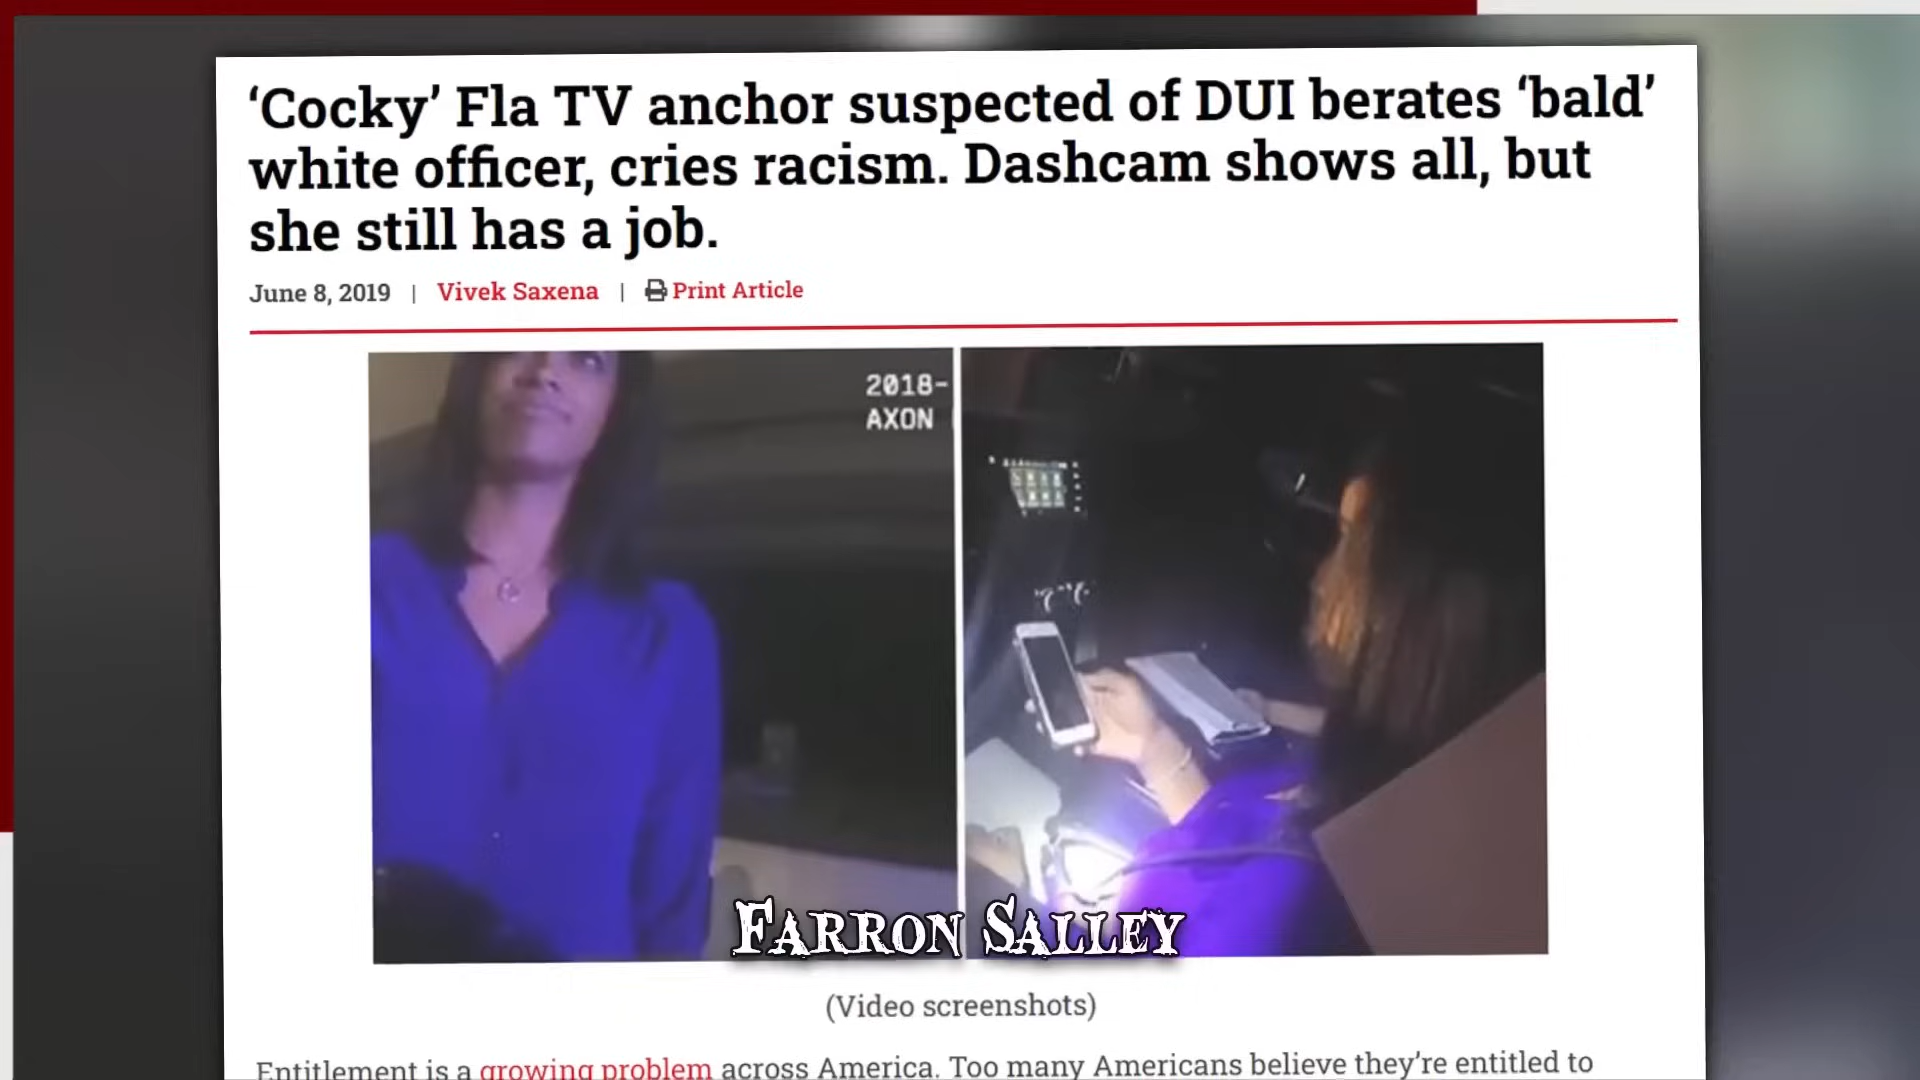 ‘Cocky’ Fla TV anchor suspected of DUI berates ‘bald’
white officer, cries racism. Dashcam shows all, but
she still has a job.
June 8, 2019 | Vivek Saxena | Print Article
2018-
AXON
FARRON SALLEY
(Video screenshots)
Entitlement is a growing problem across America. Too many Americans believe they’re entitled to